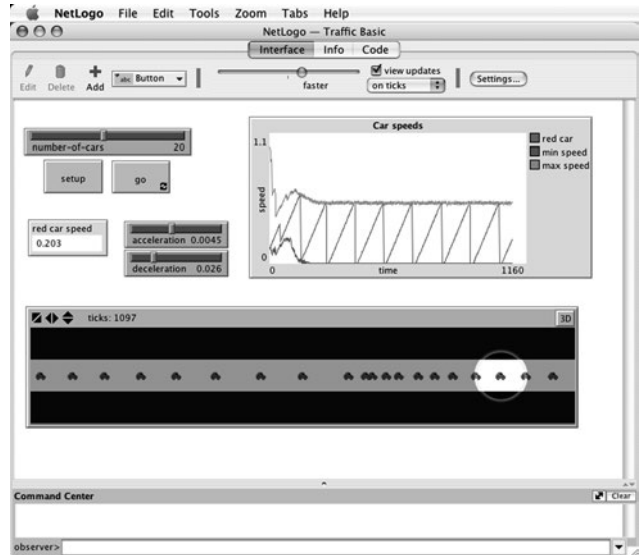 NetLogo File Edit Tools Zoom Tabs Help
NetLogo — Traffic Basic
Interface Info Code
Edit Delete Add abc Button faster view updates on ticks Settings...
number-of-cars 20
setup go
red car speed
0.203
acceleration 0.0045
deceleration 0.026
Car speeds
1.1
speed
0
0 time 1160
red car
min speed
max speed
ticks: 1097 3D
Command Center Clear
observer>